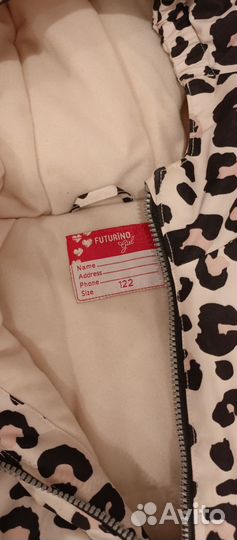 FUTURINO
Girl
Name
Address
Phone
Size 122
Avito